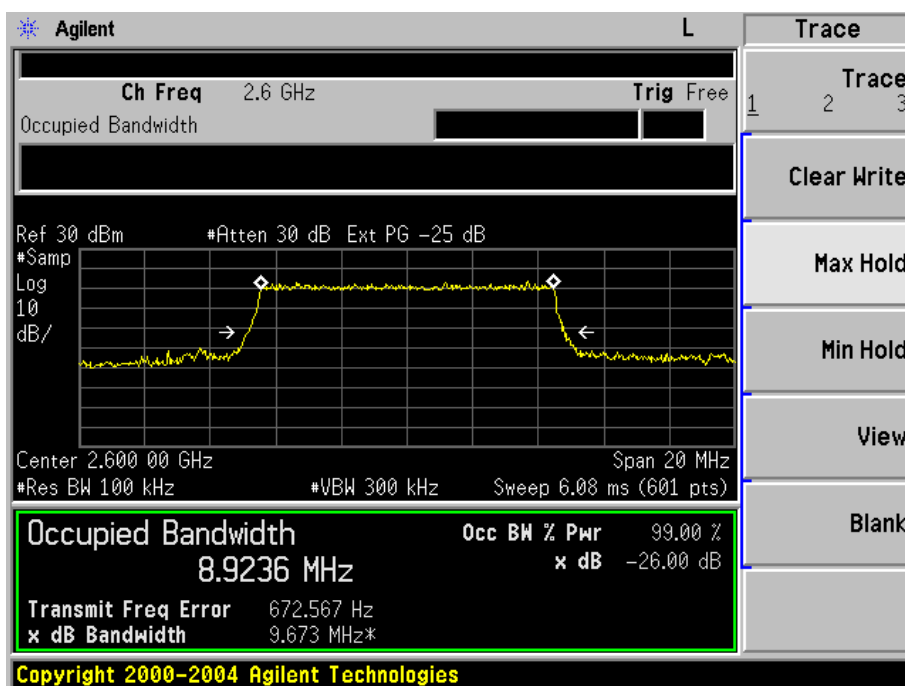 Agilent L Trace
Ch Freq 2.6 GHz Trig Free
Occupied Bandwidth
Trace
1 2 3
Clear Write
Max Hold
Min Hold
View
Blank
Ref 30 dBm #Atten 30 dB Ext PG -25 dB
#Samp
Log
10
dB/
Center 2.600 00 GHz Span 20 MHz
#Res BW 100 kHz #VBW 300 kHz Sweep 6.08 ms (601 pts)
Occupied Bandwidth Occ BW % Pwr 99.00 %
8.9236 MHz x dB -26.00 dB
Transmit Freq Error 672.567 Hz
x dB Bandwidth 9.673 MHz*
Copyright 2000-2004 Agilent Technologies